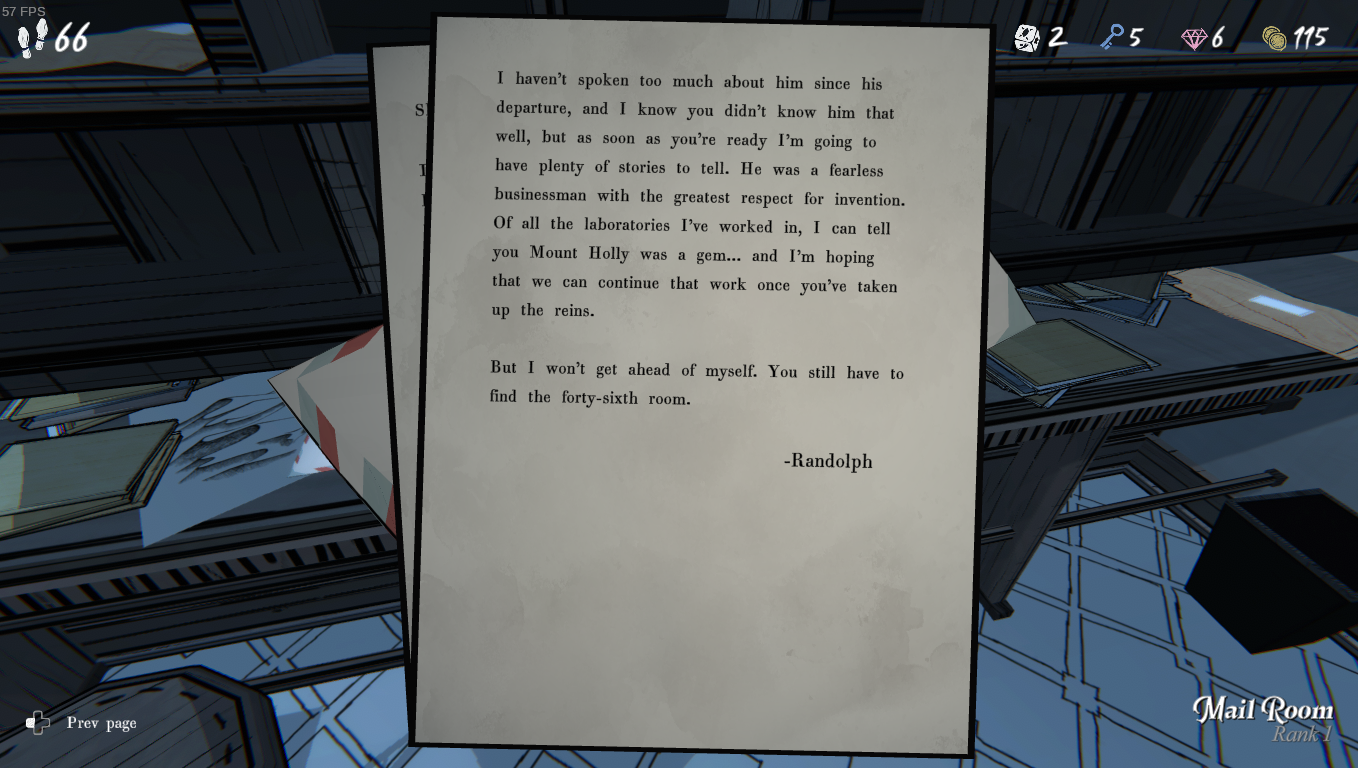 57 FPS
66
2
5
6
115
I haven't spoken too much about him since his
departure, and I know you didn't know him that
well, but as soon as you're ready I'm going to
have plenty of stories to tell. He was a fearless
businessman with the greatest respect for invention.
Of all the laboratories I've worked in, I can tell
you Mount Holly was a gem... and I'm hoping
that we can continue that work once you've taken
up the reins.
But I won't get ahead of myself. You still have to
find the forty-sixth room.
-Randolph
Prev page
Mail Room
Rank 1